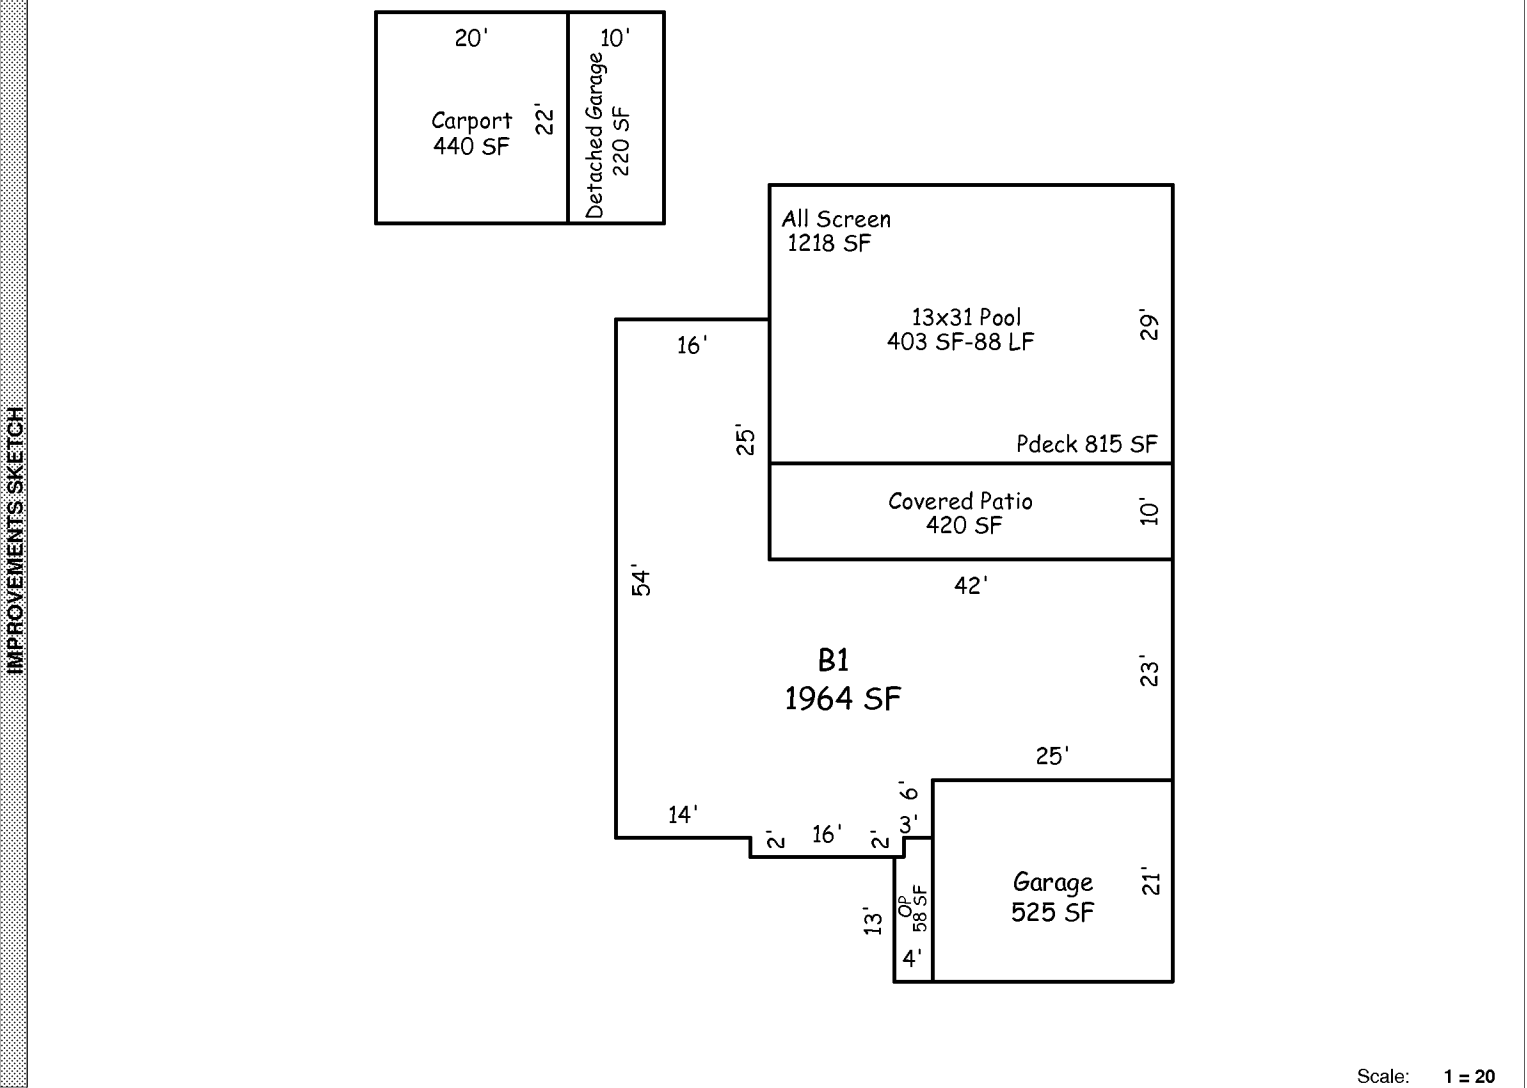 IMPROVEMENTS SKETCH
20'
10'
Carport
440 SF
22'
Detached Garage
220 SF
All Screen
1218 SF
13x31 Pool
403 SF-88 LF
29'
16'
25'
Pdeck 815 SF
Covered Patio
420 SF
10'
42'
54'
B1
1964 SF
23'
25'
6'
14'
3'
2'
16'
2'
Garage
525 SF
21'
OP
58 SF
13'
4'
Scale: 1 = 20